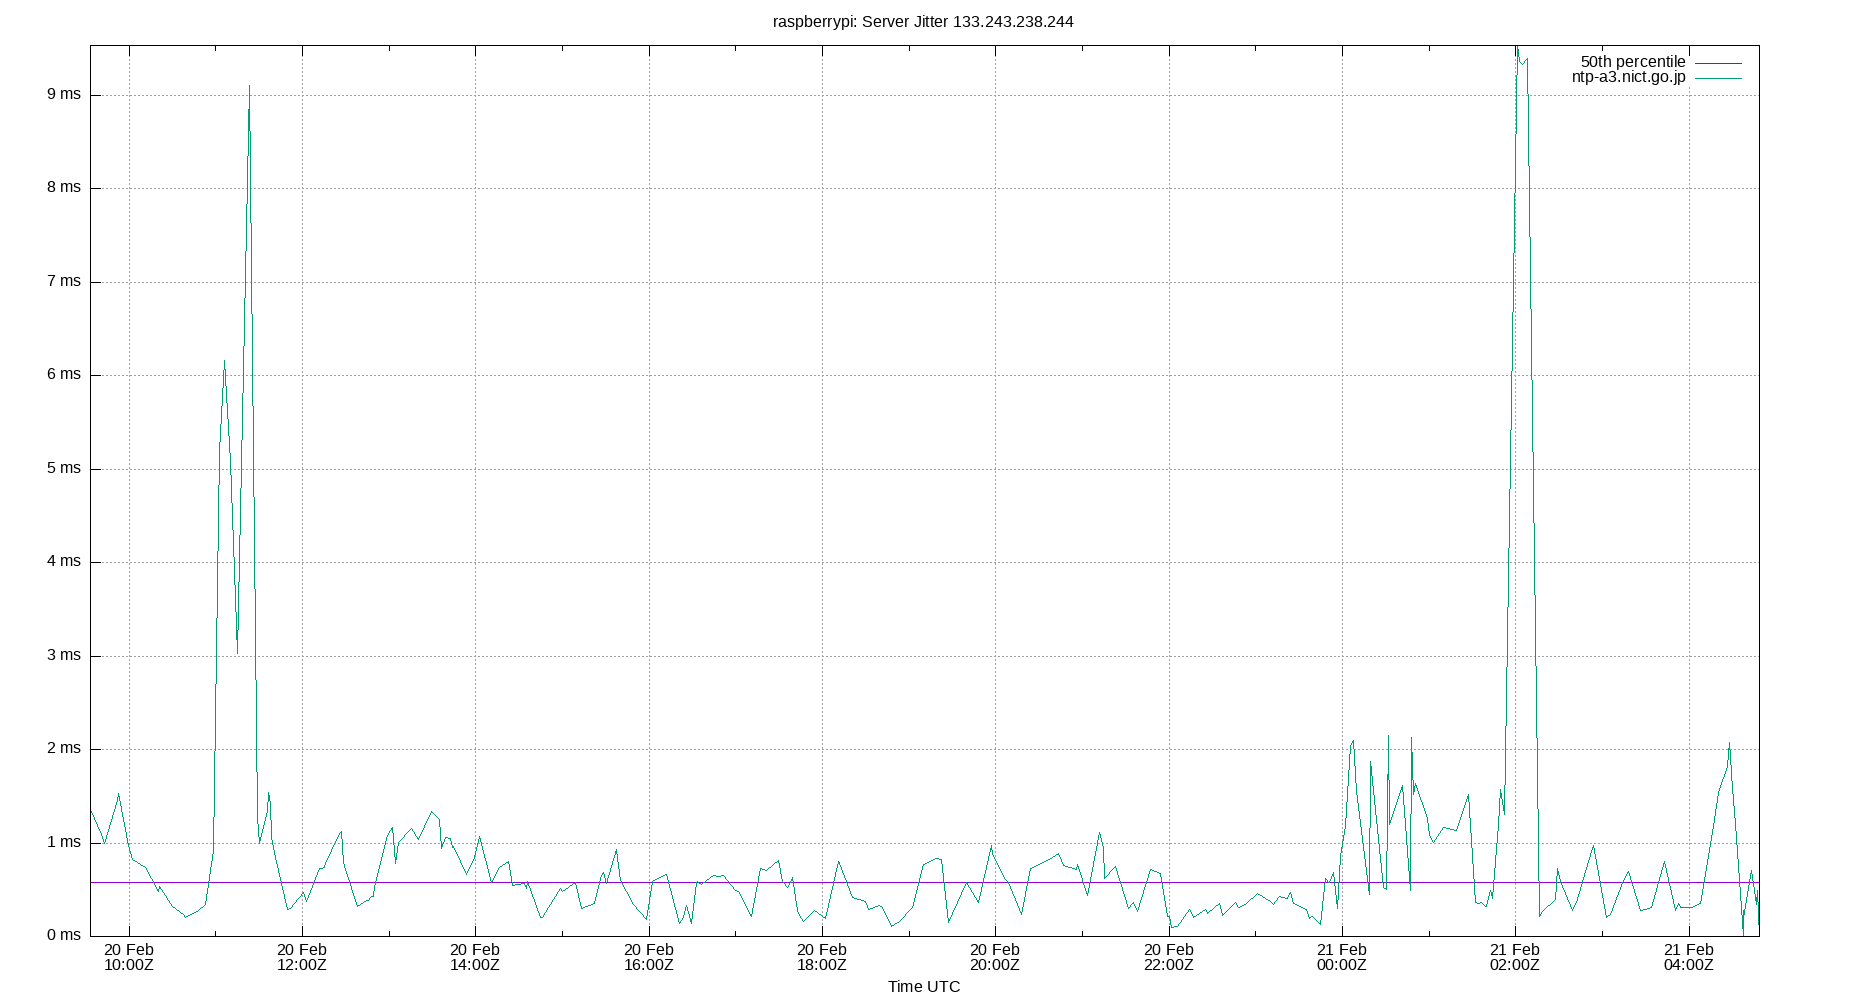 raspberrypi: Server Jitter 133.243.238.244
50th percentile
ntp-a3.nict.go.jp
9 ms
8 ms
7 ms
6 ms
5 ms
4 ms
3 ms
2 ms
1 ms
0 ms
20 Feb 20 Feb 20 Feb 20 Feb 20 Feb 20 Feb 20 Feb 21 Feb 21 Feb 21 Feb
10:00Z 12:00Z 14:00Z 16:00Z 18:00Z 20:00Z 22:00Z 00:00Z 02:00Z 04:00Z
Time UTC